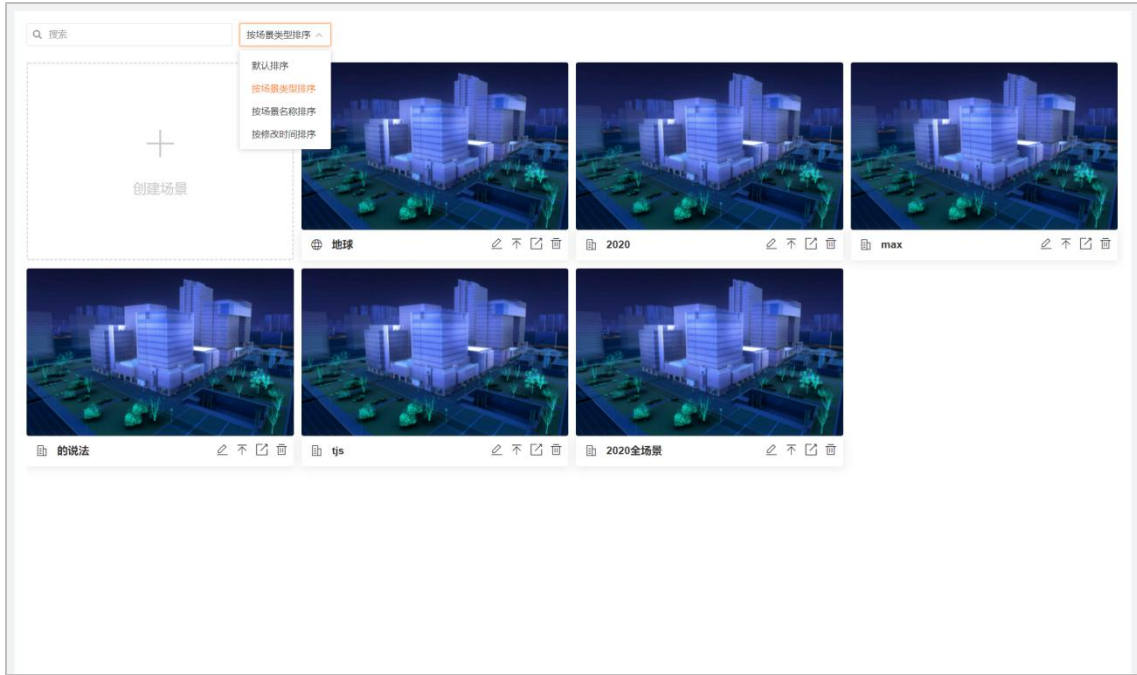 搜索
按场景类型排序
默认排序
按场景类型排序
按场景名称排序
按修改时间排序
创建场景
地球
2020
max
的说法
tjs
2020全场景